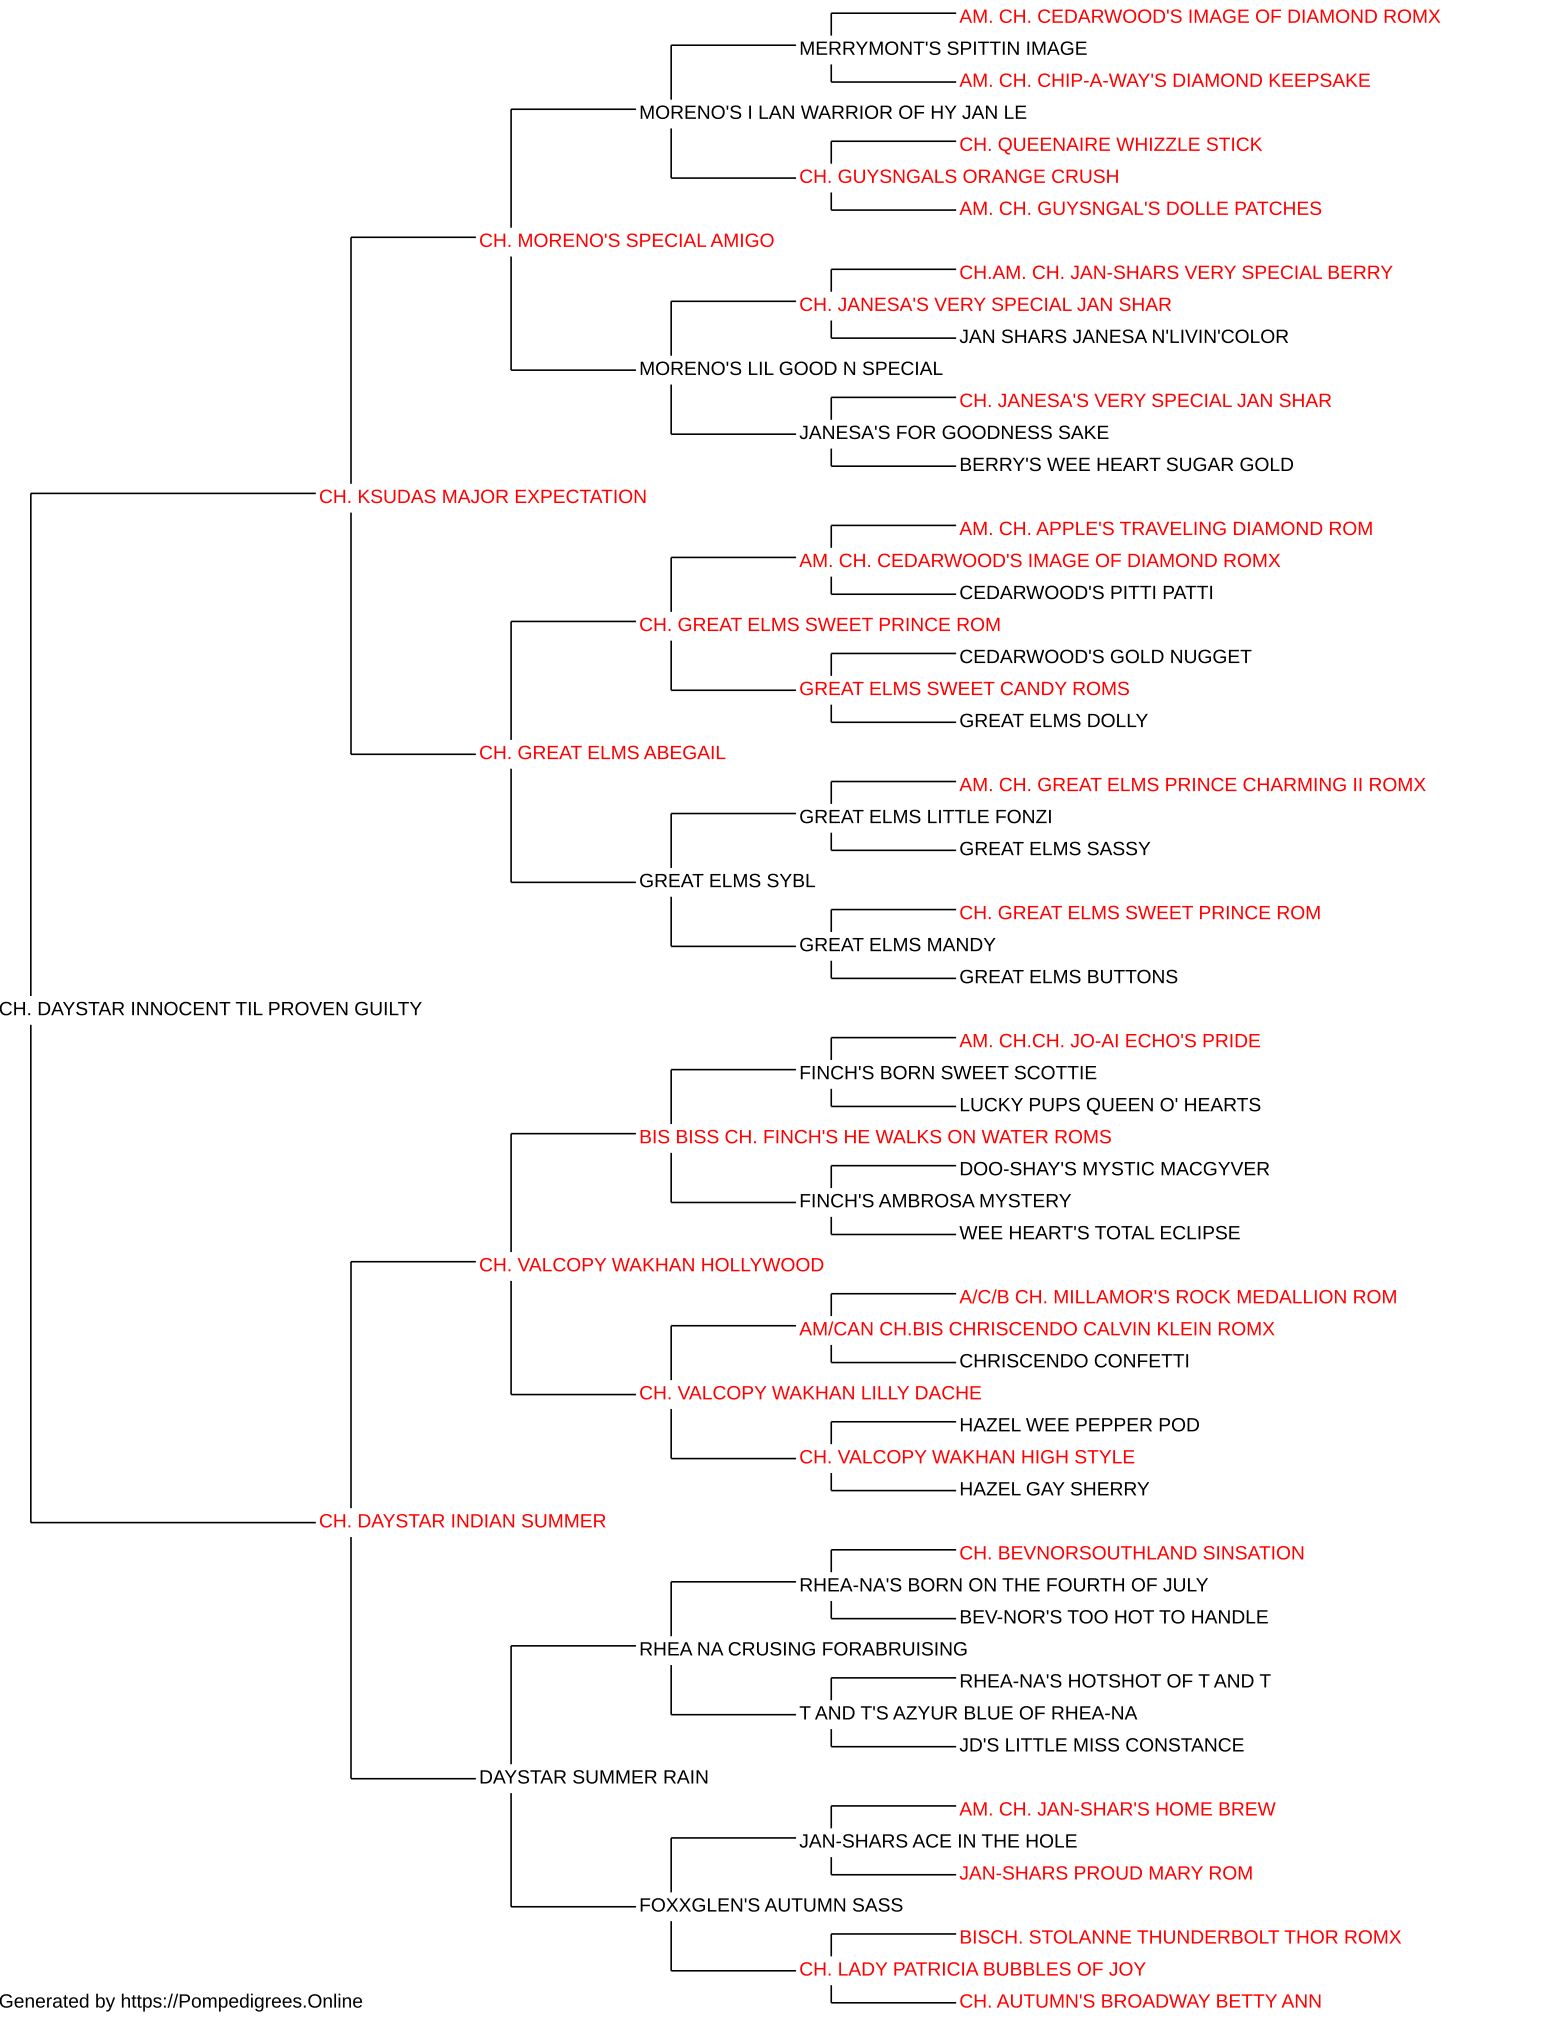 AM. CH. CEDARWOOD'S IMAGE OF DIAMOND ROMX
MERRYMONT'S SPITTIN IMAGE
AM. CH. CHIP-A-WAY'S DIAMOND KEEPSAKE
MORENO'S I LAN WARRIOR OF HY JAN LE
CH. QUEENAIRE WHIZZLE STICK
CH. GUYSNGALS ORANGE CRUSH
AM. CH. GUYSNGAL'S DOLLE PATCHES
CH. MORENO'S SPECIAL AMIGO
CH.AM. CH. JAN-SHARS VERY SPECIAL BERRY
CH. JANESA'S VERY SPECIAL JAN SHAR
JAN SHARS JANESA N'LIVIN'COLOR
MORENO'S LIL GOOD N SPECIAL
CH. JANESA'S VERY SPECIAL JAN SHAR
JANESA'S FOR GOODNESS SAKE
BERRY'S WEE HEART SUGAR GOLD
CH. KSUDAS MAJOR EXPECTATION
AM. CH. APPLE'S TRAVELING DIAMOND ROM
AM. CH. CEDARWOOD'S IMAGE OF DIAMOND ROMX
CEDARWOOD'S PITTI PATTI
CH. GREAT ELMS SWEET PRINCE ROM
CEDARWOOD'S GOLD NUGGET
GREAT ELMS SWEET CANDY ROMS
GREAT ELMS DOLLY
CH. GREAT ELMS ABEGAIL
AM. CH. GREAT ELMS PRINCE CHARMING II ROMX
GREAT ELMS LITTLE FONZI
GREAT ELMS SASSY
GREAT ELMS SYBL
CH. GREAT ELMS SWEET PRINCE ROM
GREAT ELMS MANDY
GREAT ELMS BUTTONS
CH. DAYSTAR INNOCENT TIL PROVEN GUILTY
AM. CH.CH. JO-AI ECHO'S PRIDE
FINCH'S BORN SWEET SCOTTIE
LUCKY PUPS QUEEN O' HEARTS
BIS BISS CH. FINCH'S HE WALKS ON WATER ROMS
DOO-SHAY'S MYSTIC MACGYVER
FINCH'S AMBROSA MYSTERY
WEE HEART'S TOTAL ECLIPSE
CH. VALCOPY WAKHAN HOLLYWOOD
A/C/B CH. MILLAMOR'S ROCK MEDALLION ROM
AM/CAN CH.BIS CHRISCENDO CALVIN KLEIN ROMX
CHRISCENDO CONFETTI
CH. VALCOPY WAKHAN LILLY DACHE
HAZEL WEE PEPPER POD
CH. VALCOPY WAKHAN HIGH STYLE
HAZEL GAY SHERRY
CH. DAYSTAR INDIAN SUMMER
CH. BEVNORSOUTHLAND SINSATION
RHEA-NA'S BORN ON THE FOURTH OF JULY
BEV-NOR'S TOO HOT TO HANDLE
RHEA NA CRUSING FORABRUISING
RHEA-NA'S HOTSHOT OF T AND T
T AND T'S AZYUR BLUE OF RHEA-NA
JD'S LITTLE MISS CONSTANCE
DAYSTAR SUMMER RAIN
AM. CH. JAN-SHAR'S HOME BREW
JAN-SHARS ACE IN THE HOLE
JAN-SHARS PROUD MARY ROM
FOXXGLEN'S AUTUMN SASS
BISCH. STOLANNE THUNDERBOLT THOR ROMX
CH. LADY PATRICIA BUBBLES OF JOY
CH. AUTUMN'S BROADWAY BETTY ANN
Generated by https://Pompedigrees.Online